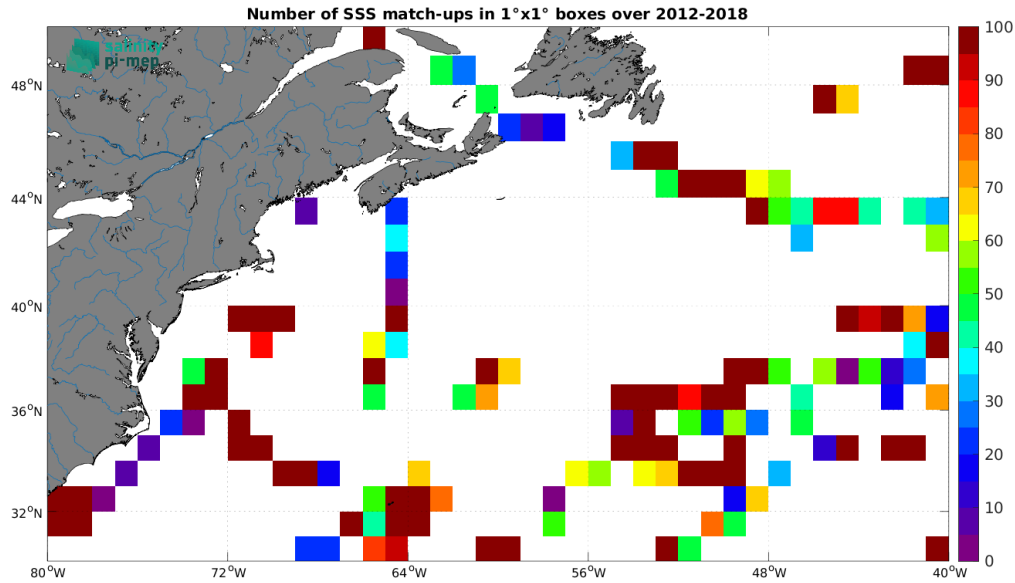 Number of SSS match-ups in 1°x1° boxes over 2012-2018
salinity
pi-mep
48°N
44°N
40°N
36°N
32°N
80°W
72°W
64°W
56°W
48°W
40°W
100
90
80
70
60
50
40
30
20
10
0